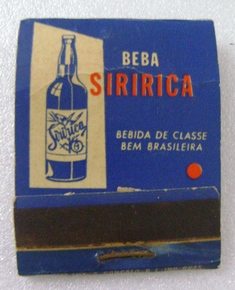 BEBA
SIRIRICA
Siririca
BEBIDA DE CLASSE
BEM BRASILEIRA